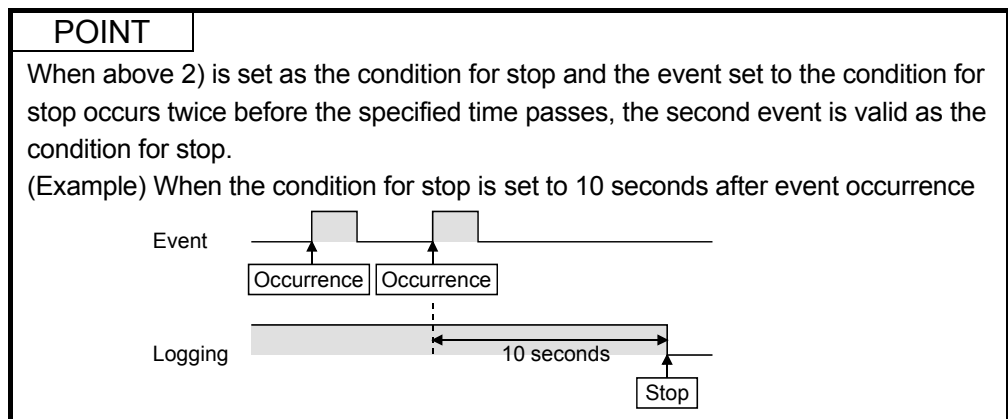 POINT
When above 2) is set as the condition for stop and the event set to the condition for
stop occurs twice before the specified time passes, the second event is valid as the
condition for stop.
(Example) When the condition for stop is set to 10 seconds after event occurrence
Event
Occurrence Occurrence
Logging
10 seconds
Stop